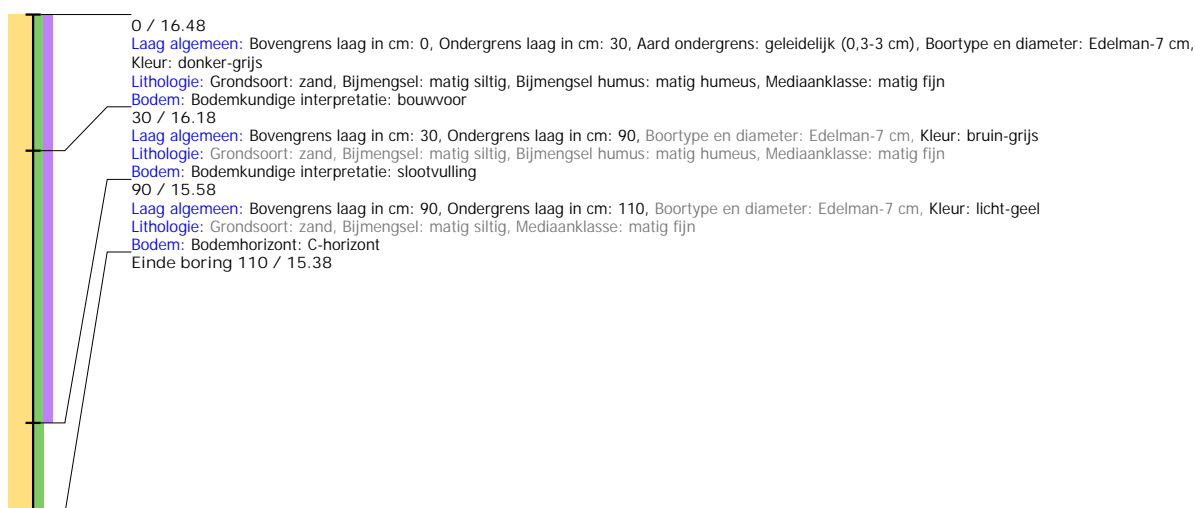 0 / 16.48
Laag algemeen: Bovengrens laag in cm: 0, Ondergrens laag in cm: 30, Aard ondergrens: geleidelijk (0,3-3 cm), Boortype en diameter: Edelman-7 cm,
Kleur: donker-grijs
Lithologie: Grondsoort: zand, Bijmengsel: matig siltig, Bijmengsel humus: matig humeus, Mediaanklasse: matig fijn
Bodem: Bodemkundige interpretatie: bouwvoor
30 / 16.18
Laag algemeen: Bovengrens laag in cm: 30, Ondergrens laag in cm: 90, Boortype en diameter: Edelman-7 cm, Kleur: bruin-grijs
Lithologie: Grondsoort: zand, Bijmengsel: matig siltig, Bijmengsel humus: matig humeus, Mediaanklasse: matig fijn
Bodem: Bodemkundige interpretatie: slootvulling
90 / 15.58
Laag algemeen: Bovengrens laag in cm: 90, Ondergrens laag in cm: 110, Boortype en diameter: Edelman-7 cm, Kleur: licht-geel
Lithologie: Grondsoort: zand, Bijmengsel: matig siltig, Mediaanklasse: matig fijn
Bodem: Bodemhorizont: C-horizont
Einde boring 110 / 15.38